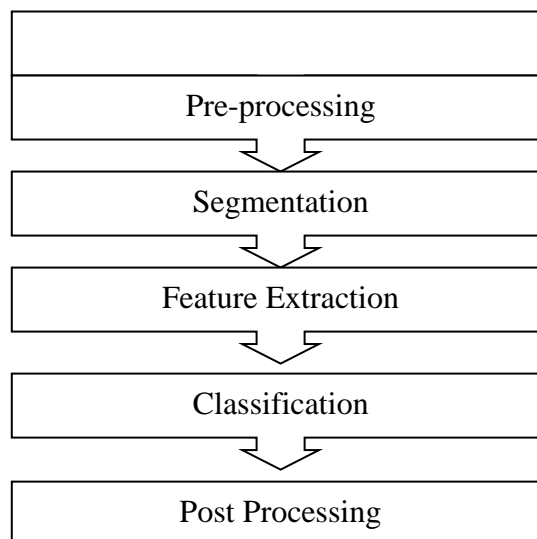 Pre-processing
Segmentation
Feature Extraction
Classification
Post Processing